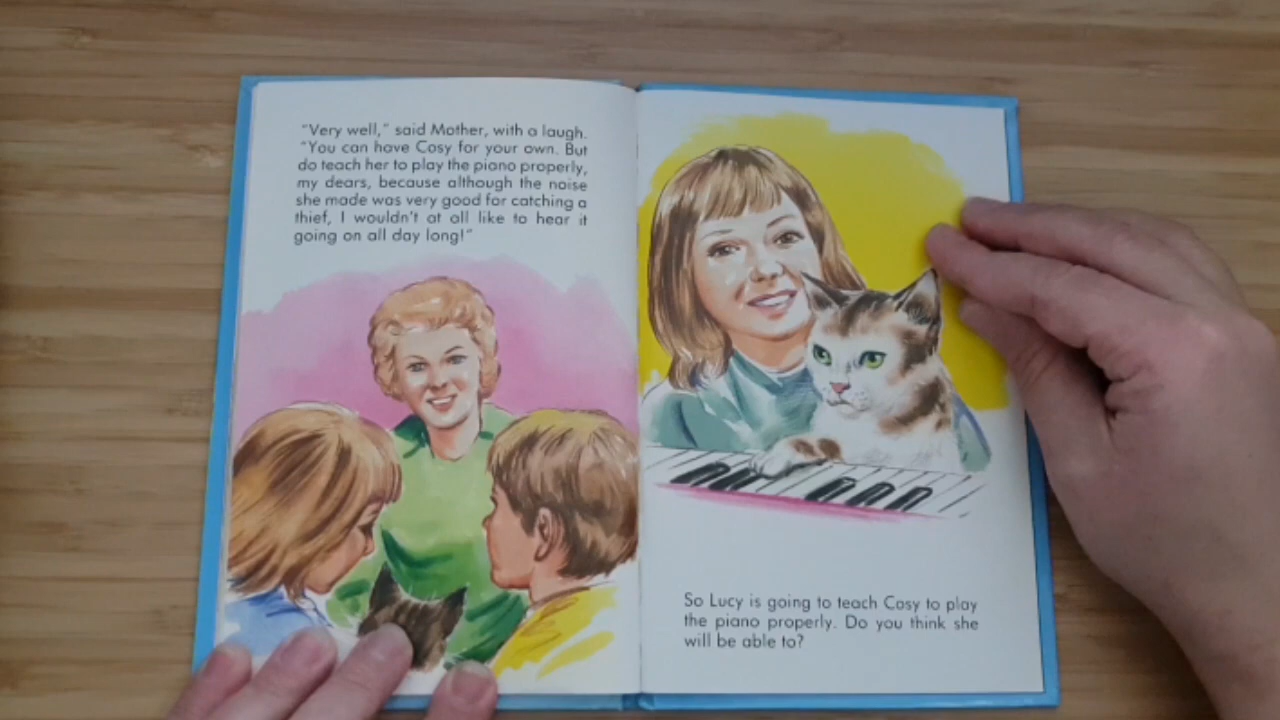 "Very well," said Mother, with a laugh.
"You can have Cosy for your own. But
do teach her to play the piano properly,
my dears, because although the noise
she made was very good for catching a
thief, I wouldn't at all like to hear it
going on all day long!"
So Lucy is going to teach Cosy to play
the piano properly. Do you think she
will be able to?